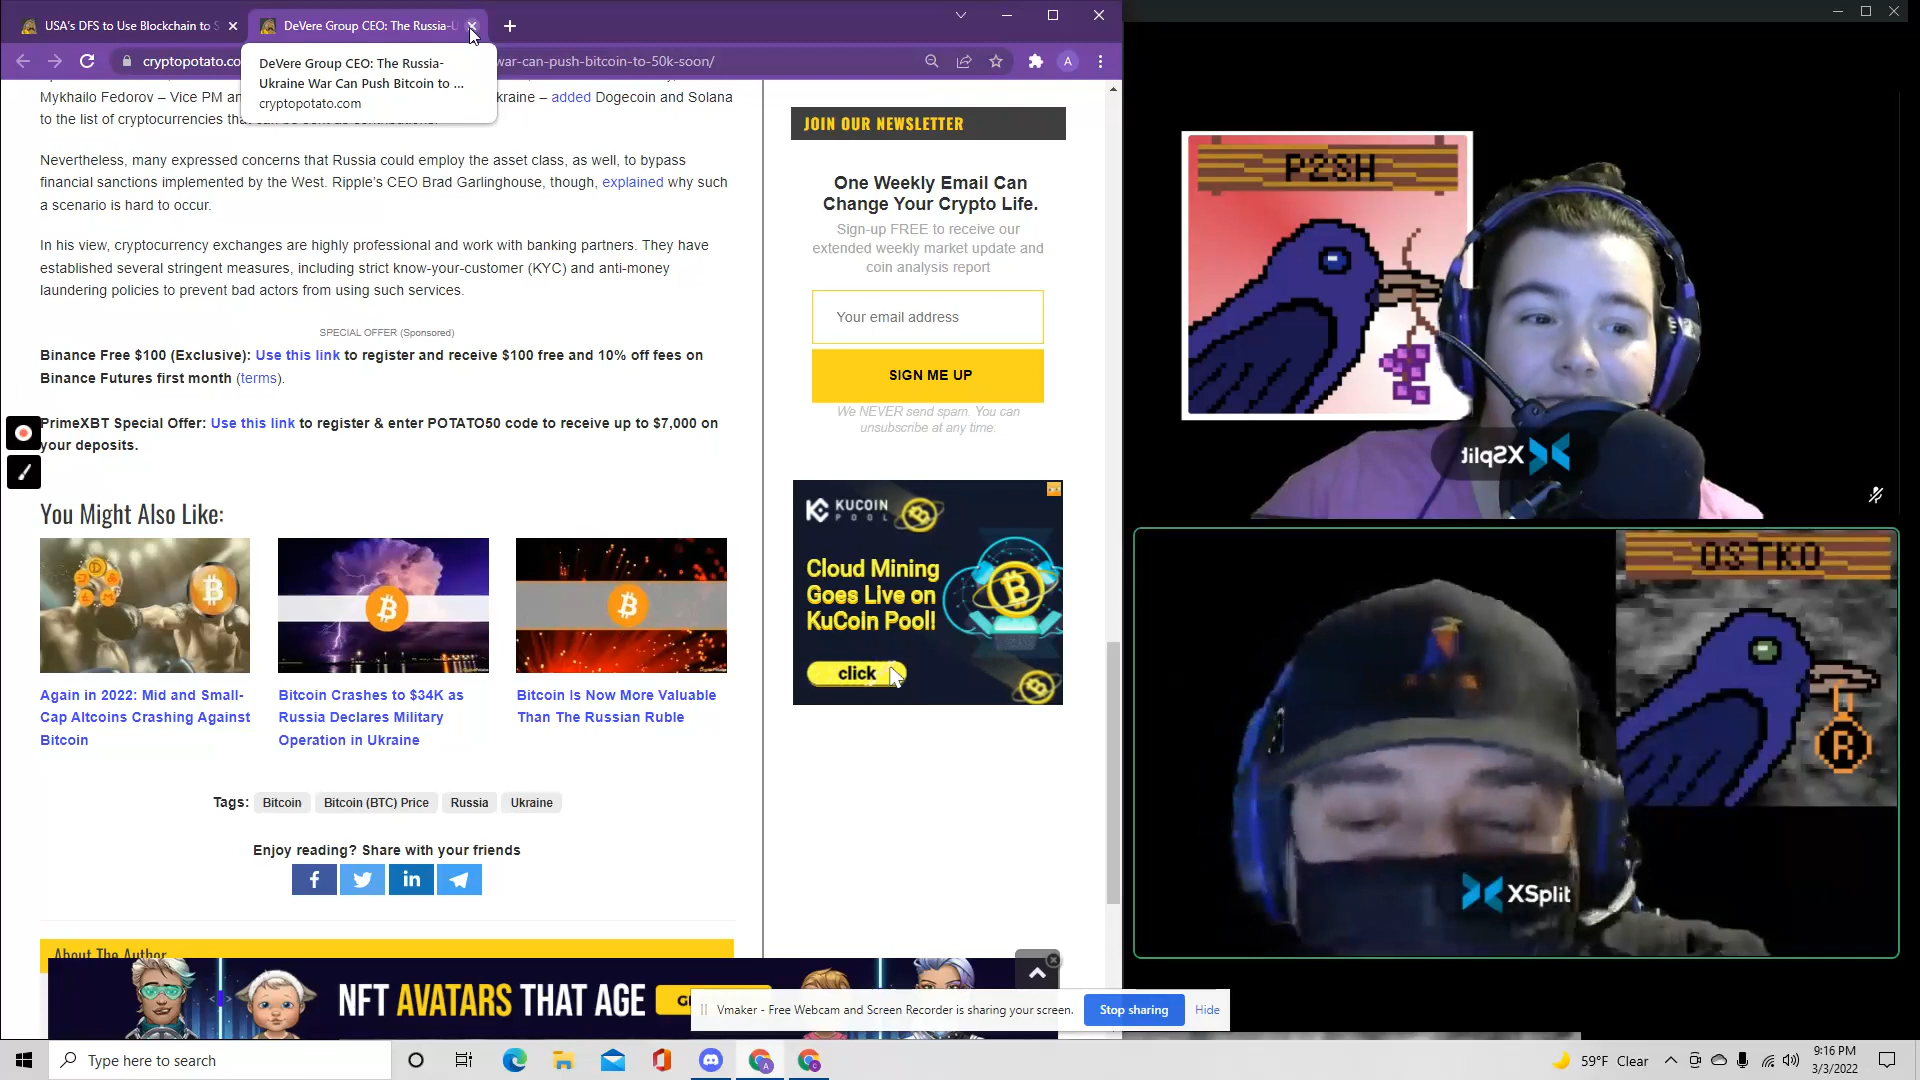 USA's DFS to Use Blockchain to S
DeVere Group CEO: The Russia-U
cryptopotato.co
war-can-push-bitcoin-to-50k-soon/
A
DeVere Group CEO: The Russia-
Ukraine War Can Push Bitcoin to ...
cryptopotato.com
Mykhailo Fedorov – Vice PM an
kraine – added Dogecoin and Solana
to the list of cryptocurrencies tha
Nevertheless, many expressed concerns that Russia could employ the asset class, as well, to bypass
financial sanctions implemented by the West. Ripple's CEO Brad Garlinghouse, though, explained why such
a scenario is hard to occur.
In his view, cryptocurrency exchanges are highly professional and work with banking partners. They have
established several stringent measures, including strict know-your-customer (KYC) and anti-money
laundering policies to prevent bad actors from using such services.
SPECIAL OFFER (Sponsored)
Binance Free $100 (Exclusive): Use this link to register and receive $100 free and 10% off fees on
Binance Futures first month (terms).
PrimeXBT Special Offer: Use this link to register & enter POTATO50 code to receive up to $7,000 on
your deposits.
You Might Also Like:
Again in 2022: Mid and Small-
Cap Altcoins Crashing Against
Bitcoin
Bitcoin Crashes to $34K as
Russia Declares Military
Operation in Ukraine
Bitcoin Is Now More Valuable
Than The Russian Ruble
Tags: Bitcoin Bitcoin (BTC) Price Russia Ukraine
Enjoy reading? Share with your friends
About The Author
NFT AVATARS THAT AGE
JOIN OUR NEWSLETTER
One Weekly Email Can
Change Your Crypto Life.
Sign-up FREE to receive our
extended weekly market update and
coin analysis report
Your email address
SIGN ME UP
We NEVER send spam. You can
unsubscribe at any time.
KUCOIN
POOL
Cloud Mining
Goes Live on
KuCoin Pool!
click
P2SH
XSplit
OSTKO
R
XSplit
Vmaker - Free Webcam and Screen Recorder is sharing your screen.
Stop sharing
Hide
Type here to search
59°F Clear
9:16 PM
3/3/2022